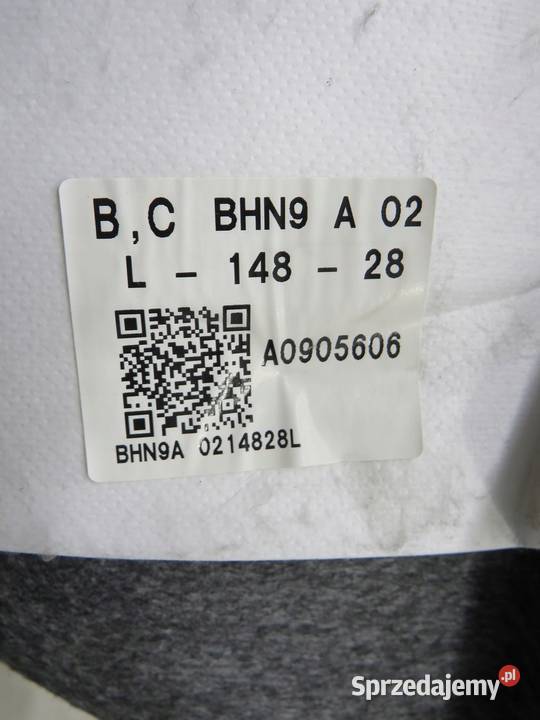 B,C BHN9 A 02
L - 148 - 28
A0905606
BHN9A 0214828L
Sprzedajemy.pl